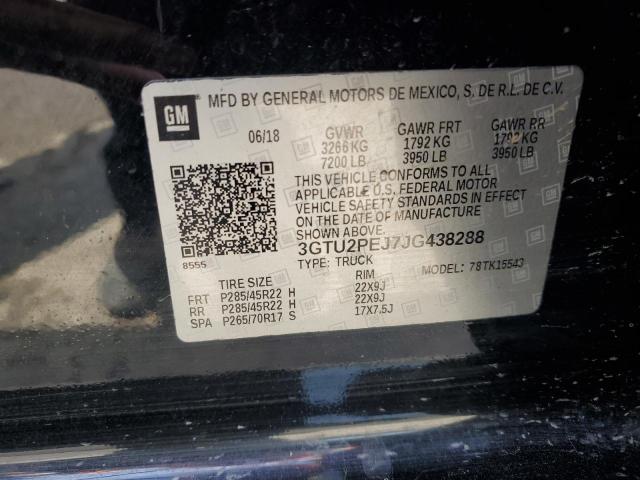 GM
MFD BY GENERAL MOTORS DE MEXICO, S. DE R.L. DE C.V.
06/18 GVWR GAWR FRT GAWR RR
3266 KG 1792 KG 1792 KG
7200 LB 3950 LB 3950 LB
THIS VEHICLE CONFORMS TO ALL
APPLICABLE U.S. FEDERAL MOTOR
VEHICLE SAFETY STANDARDS IN EFFECT
ON THE DATE OF MANUFACTURE
3GTU2PEJ7JG438288
8555 TYPE: TRUCK MODEL: 78TK15543
TIRE SIZE RIM
FRT P285/45R22 H 22X9J
RR P285/45R22 H 22X9J
SPA P265/70R17 S 17X7.5J